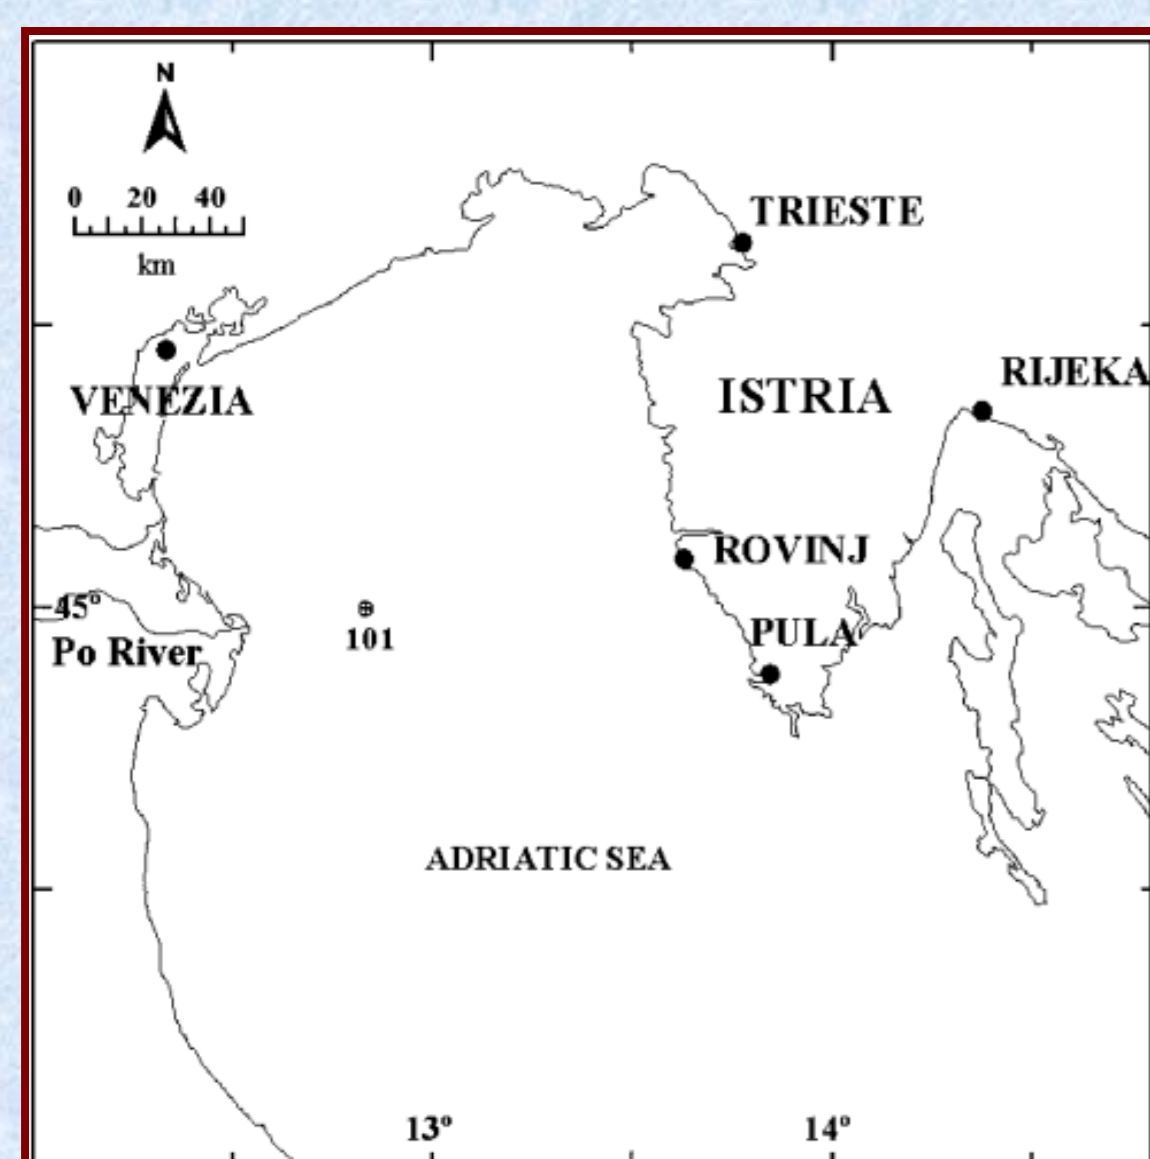 N
0 20 40
km
TRIESTE
VENEZIA
ISTRIA
RIJEKA
ROVINJ
45°
101
PULA
Po River
ADRIATIC SEA
13° 14°